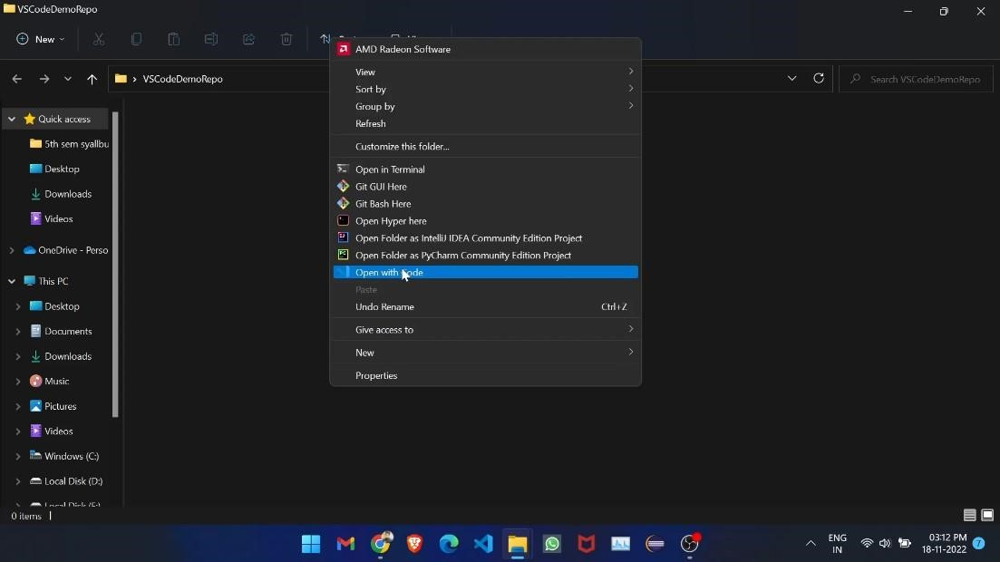 VSCodeDemoRepo
New
AMD Radeon Software
VSCodeDemoRepo
Search VSCodeDemoRepo
View
Sort by
Group by
Refresh
Customize this folder...
Open in Terminal
Git GUI Here
Git Bash Here
Open Hyper here
Open Folder as IntelliJ IDEA Community Edition Project
Open Folder as PyCharm Community Edition Project
Open with Code
Paste
Undo Rename Ctrl+Z
Give access to
New
Properties
Quick access
5th sem syallbu
Desktop
Downloads
Videos
OneDrive - Perso
This PC
Desktop
Documents
Downloads
Music
Pictures
Videos
Windows (C:)
Local Disk (D:)
0 items
ENG
IN
03:12 PM
18-11-2022
7